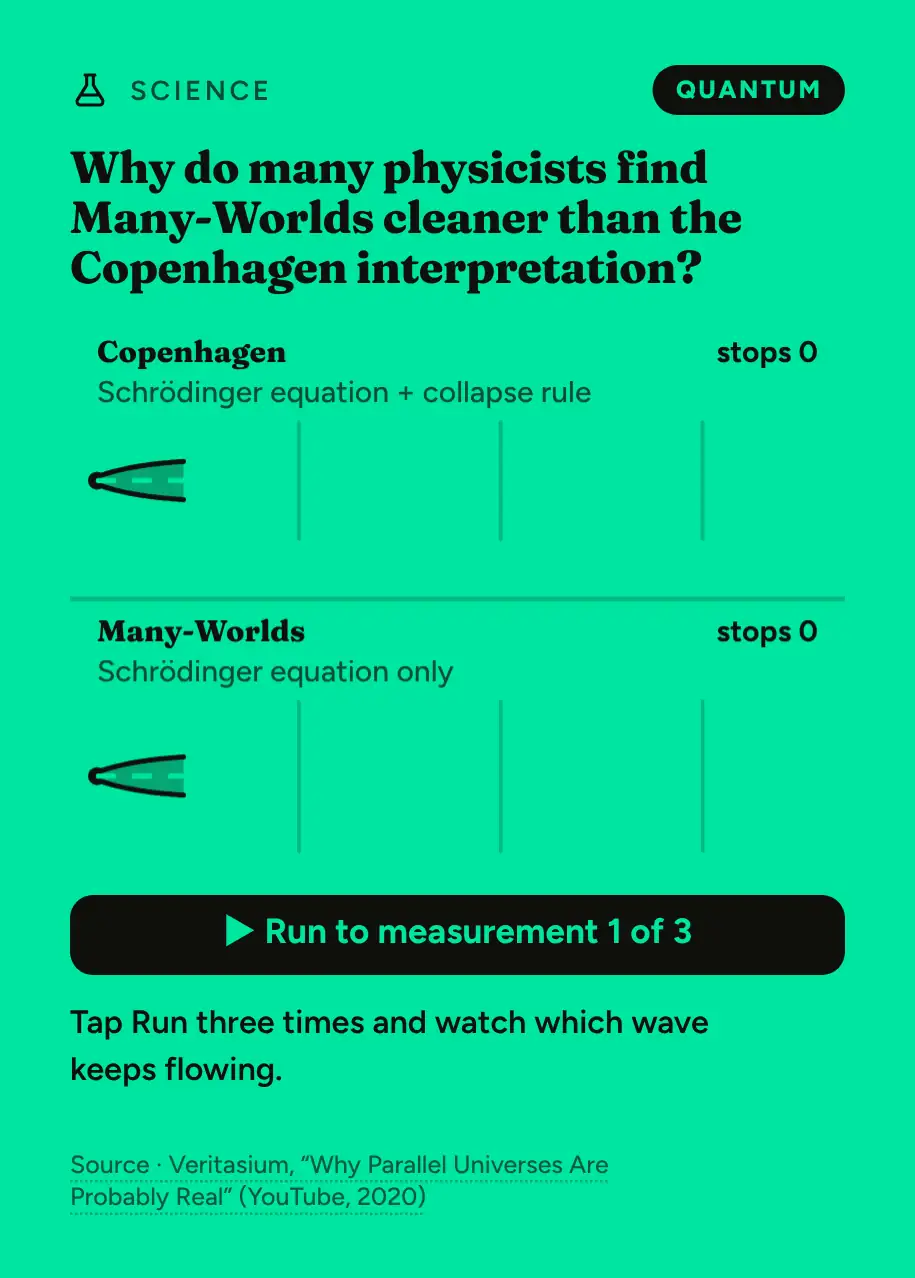 SCIENCE
QUANTUM
Why do many physicists find
Many-Worlds cleaner than the
Copenhagen interpretation?
Copenhagen
stops 0
Schrödinger equation + collapse rule
Many-Worlds
stops 0
Schrödinger equation only
▶ Run to measurement 1 of 3
Tap Run three times and watch which wave
keeps flowing.
Source · Veritasium, “Why Parallel Universes Are
Probably Real” (YouTube, 2020)